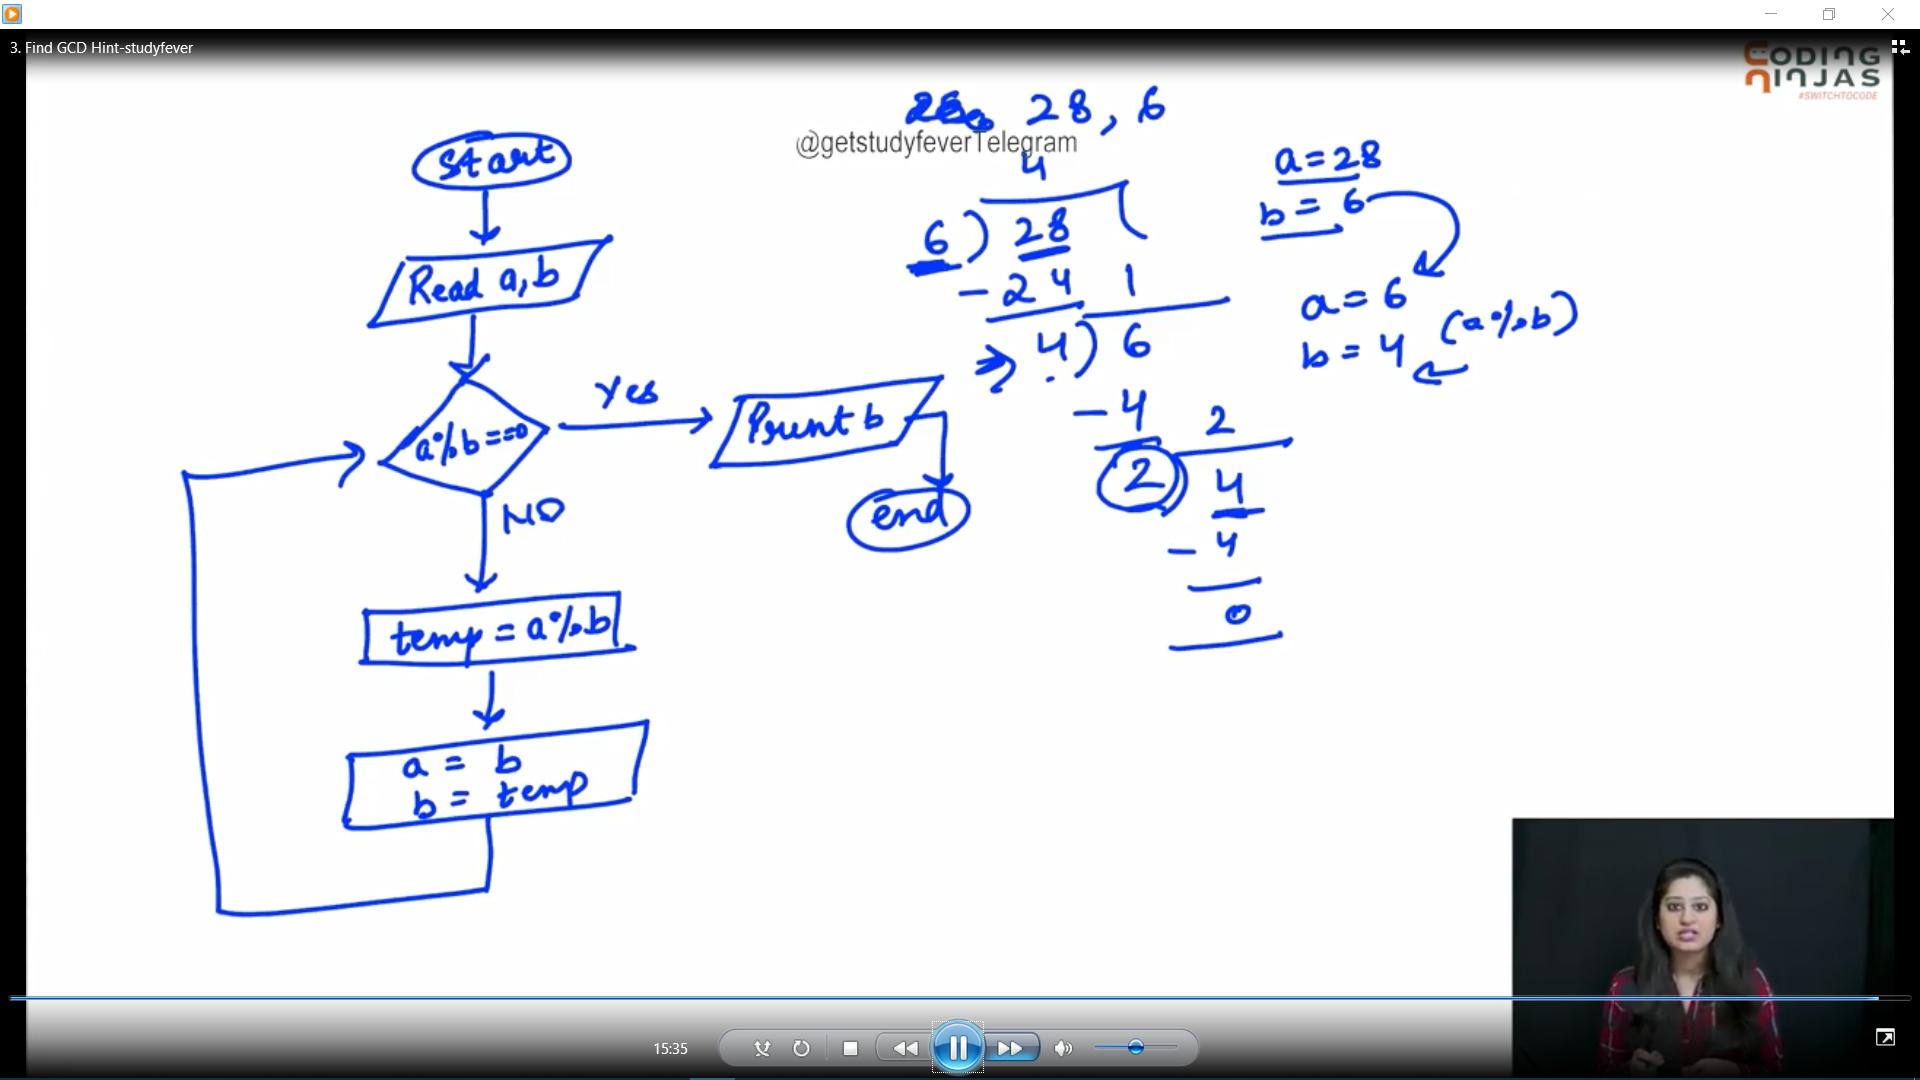 3. Find GCD Hint-studyfever
CODING
NINJAS
#SWITCHTOCODE
28, 6
@getstudyfeverTelegram
Start
Read a,b
a%b==0
Yes
Print b
end
NO
temp = a%b
a = b
b = temp
4
6) 28
- 24
1
4) 6
- 4
2
2) 4
- 4
0
a=28
b = 6
a = 6
b = 4 (a%b)
15:35